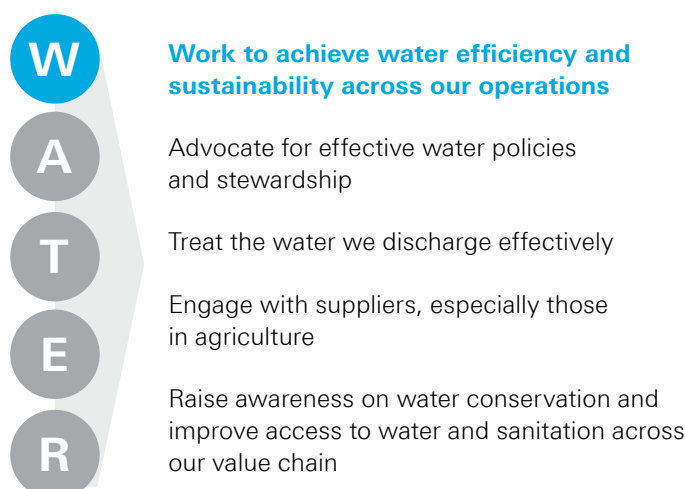 W
Work to achieve water efficiency and
sustainability across our operations
A
Advocate for effective water policies
and stewardship
T
Treat the water we discharge effectively
E
Engage with suppliers, especially those
in agriculture
R
Raise awareness on water conservation and
improve access to water and sanitation across
our value chain